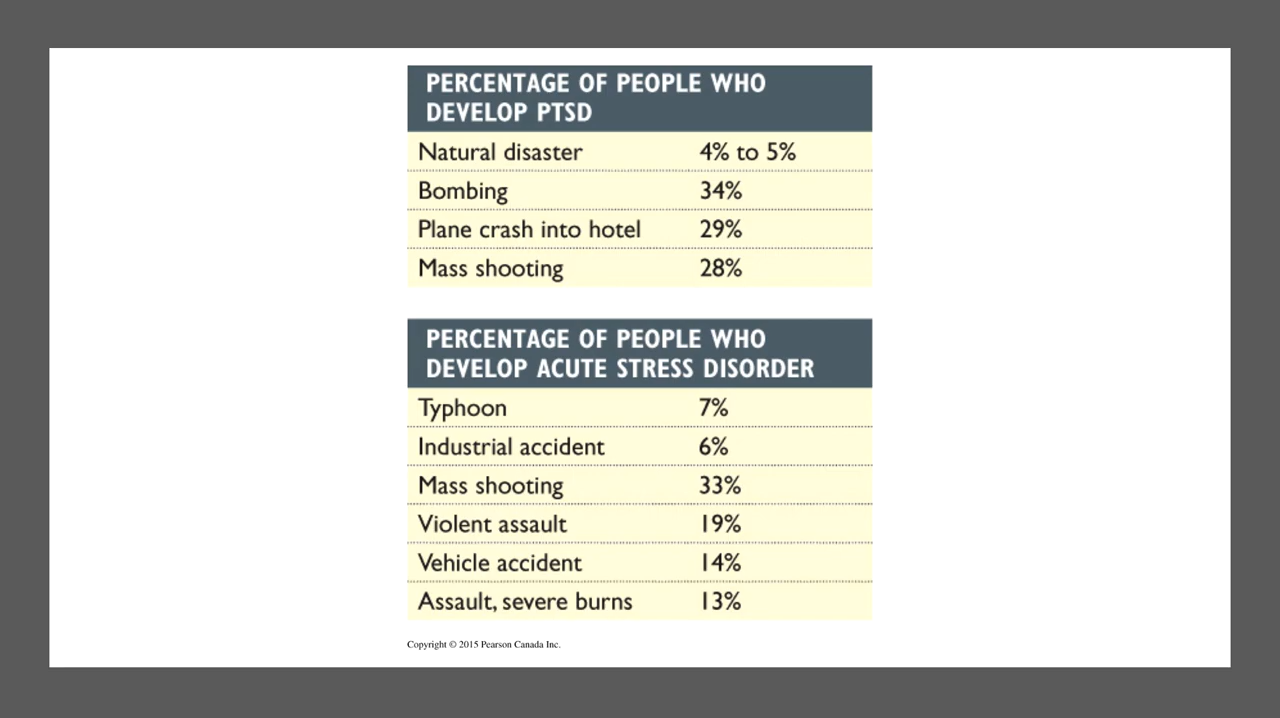 PERCENTAGE OF PEOPLE WHO
DEVELOP PTSD
Natural disaster 4% to 5%
Bombing 34%
Plane crash into hotel 29%
Mass shooting 28%
PERCENTAGE OF PEOPLE WHO
DEVELOP ACUTE STRESS DISORDER
Typhoon 7%
Industrial accident 6%
Mass shooting 33%
Violent assault 19%
Vehicle accident 14%
Assault, severe burns 13%
Copyright © 2015 Pearson Canada Inc.